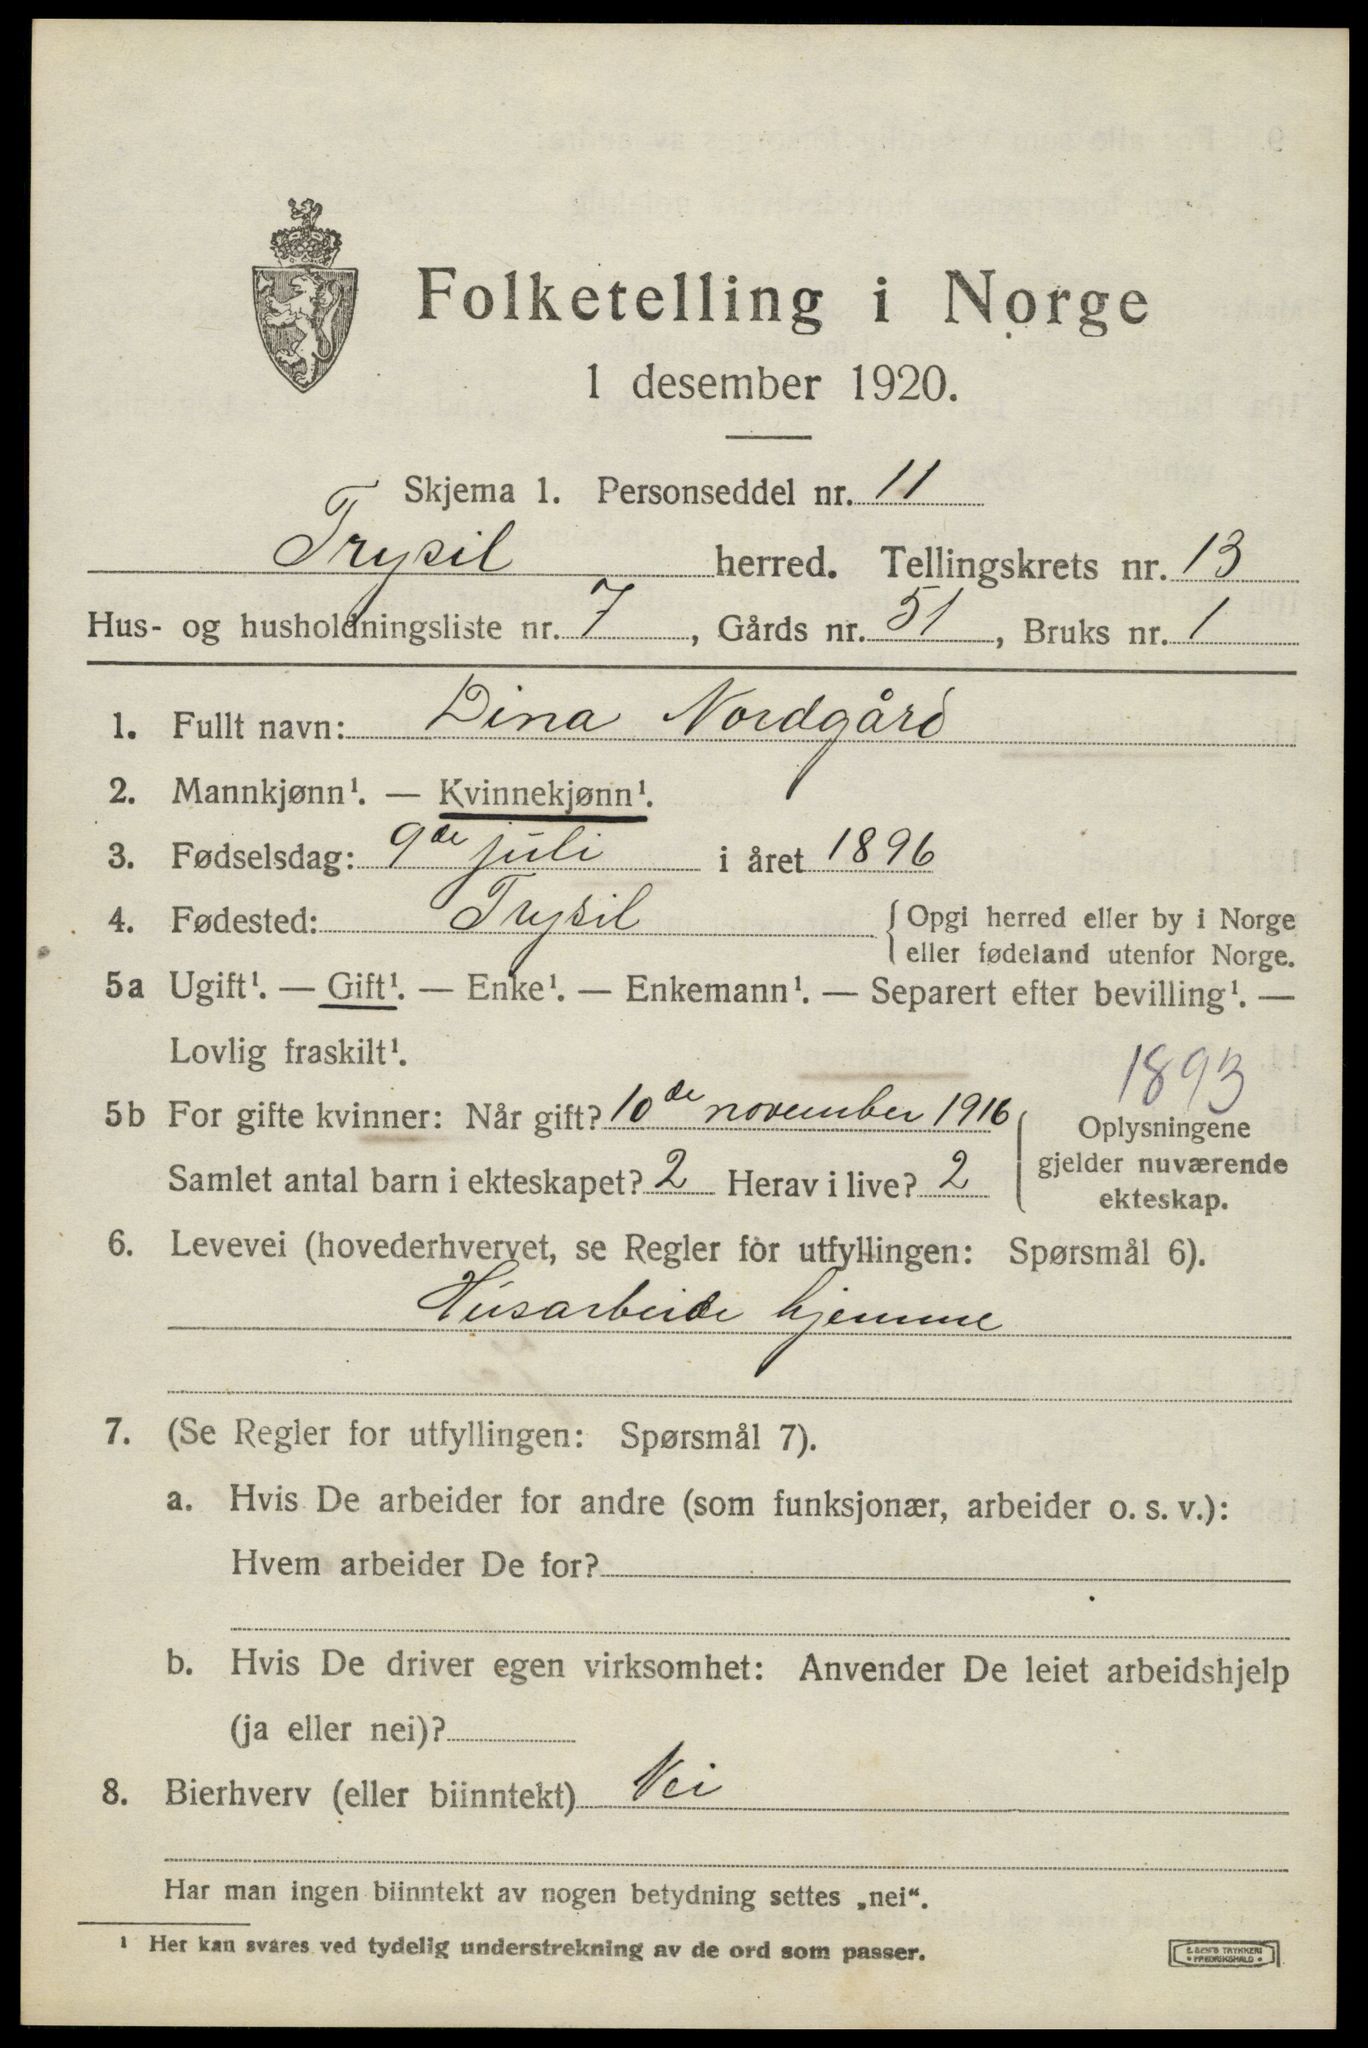 Folketelling i Norge
1 desember 1920.
Skjema 1. Personseddel nr. 11
Trysil herred. Tellingskrets nr. 13
Hus- og husholdningsliste nr. 7, Gårds nr. 51, Bruks nr. 1
1. Fullt navn: Dina Nordgård
2. Mannkjønn¹. — Kvinnekjønn¹.
3. Fødselsdag: 9de juli i året 1896
4. Fødested: Trysil { Opgi herred eller by i Norge
eller fødeland utenfor Norge.
5a Ugift¹. — Gift¹. — Enke¹. — Enkemann¹. — Separert efter bevilling¹. —
Lovlig fraskilt¹.
1893
5b For gifte kvinner: Når gift? 10de november 1916
Samlet antal barn i ekteskapet? 2 Herav i live? 2
Oplysningene
gjelder nuværende
ekteskap.
6. Levevei (hovederhvervet, se Regler for utfyllingen: Spørsmål 6).
Husarbeide hjemme
7. (Se Regler for utfyllingen: Spørsmål 7).
a. Hvis De arbeider for andre (som funksjonær, arbeider o. s. v.):
Hvem arbeider De for?
b. Hvis De driver egen virksomhet: Anvender De leiet arbeidshjelp
(ja eller nei)?
8. Bierhverv (eller biinntekt) Nei
Har man ingen biinntekt av nogen betydning settes „nei“.
¹ Her kan svares ved tydelig understrekning av de ord som passer.
TRYKKERI
FREDRIKSHALD